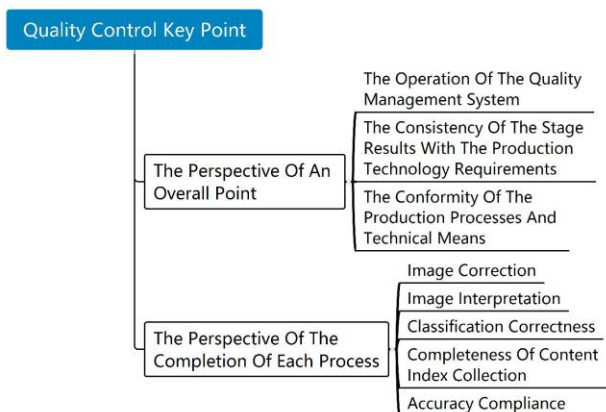 Quality Control Key Point
The Perspective Of An
Overall Point
The Operation Of The Quality
Management System
The Consistency Of The Stage
Results With The Production
Technology Requirements
The Conformity Of The
Production Processes And
Technical Means
The Perspective Of The
Completion Of Each Process
Image Correction
Image Interpretation
Classification Correctness
Completeness Of Content
Index Collection
Accuracy Compliance